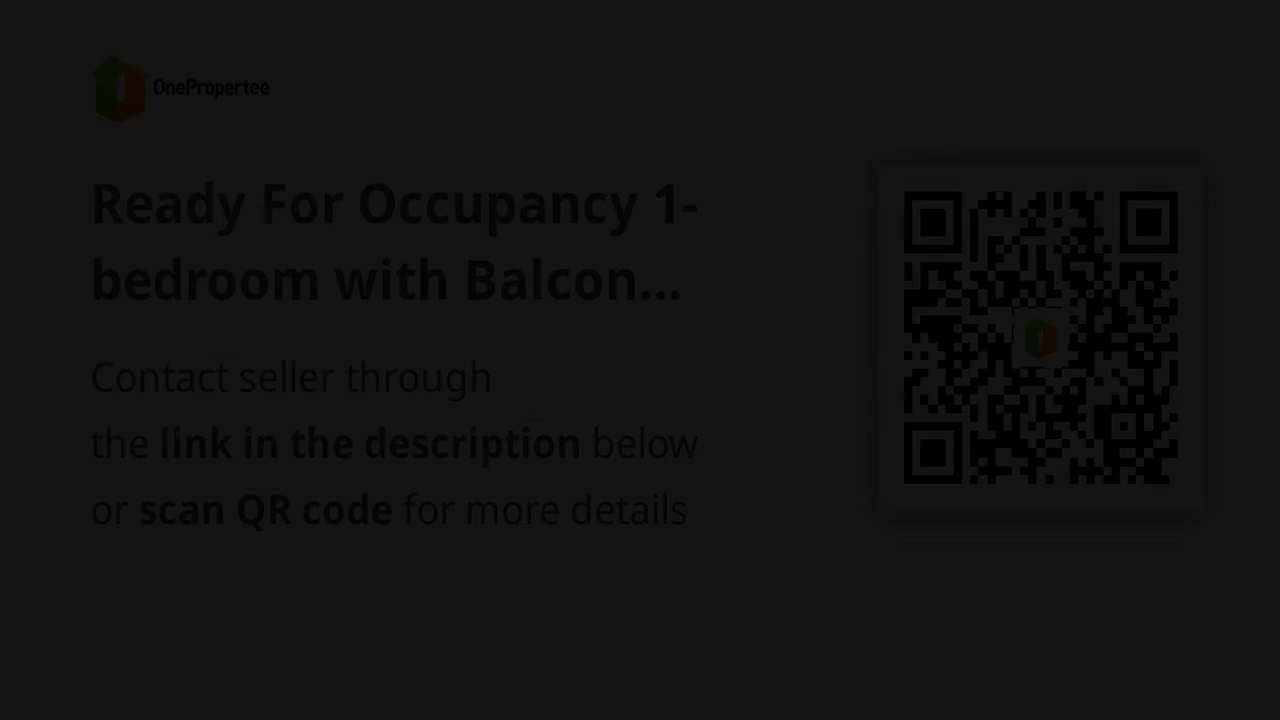 OnePropertee
Ready For Occupancy 1-
bedroom with Balcon...
Contact seller through
the link in the description below
or scan QR code for more details